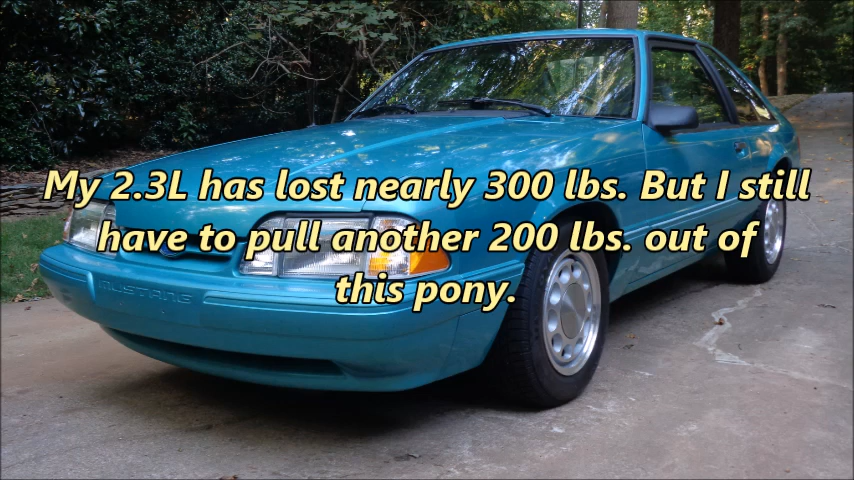 My 2.3L has lost nearly 300 lbs. But I still
have to pull another 200 lbs. out of
this pony.
MUSTANG